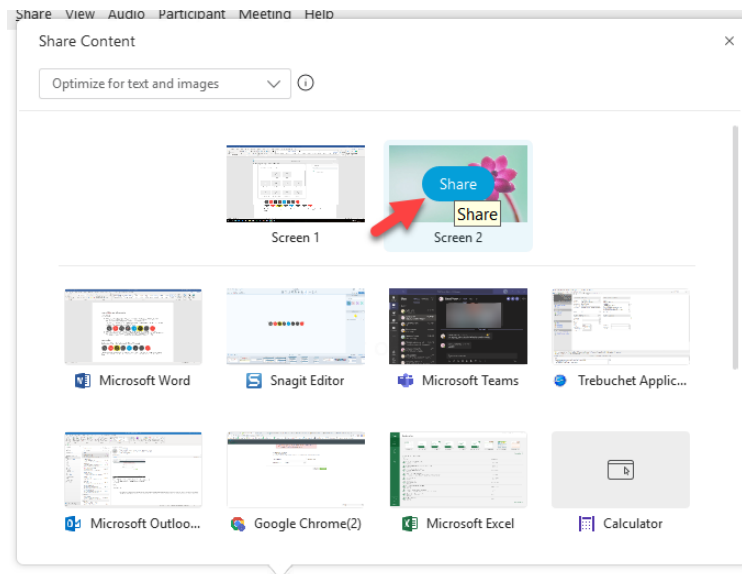 Share View Audio Participant Meeting Help
Share Content
Optimize for text and images
Share
Share
Screen 1
Screen 2
Microsoft Word
Snagit Editor
Microsoft Teams
Trebuchet Applic...
Microsoft Outloo...
Google Chrome(2)
Microsoft Excel
Calculator